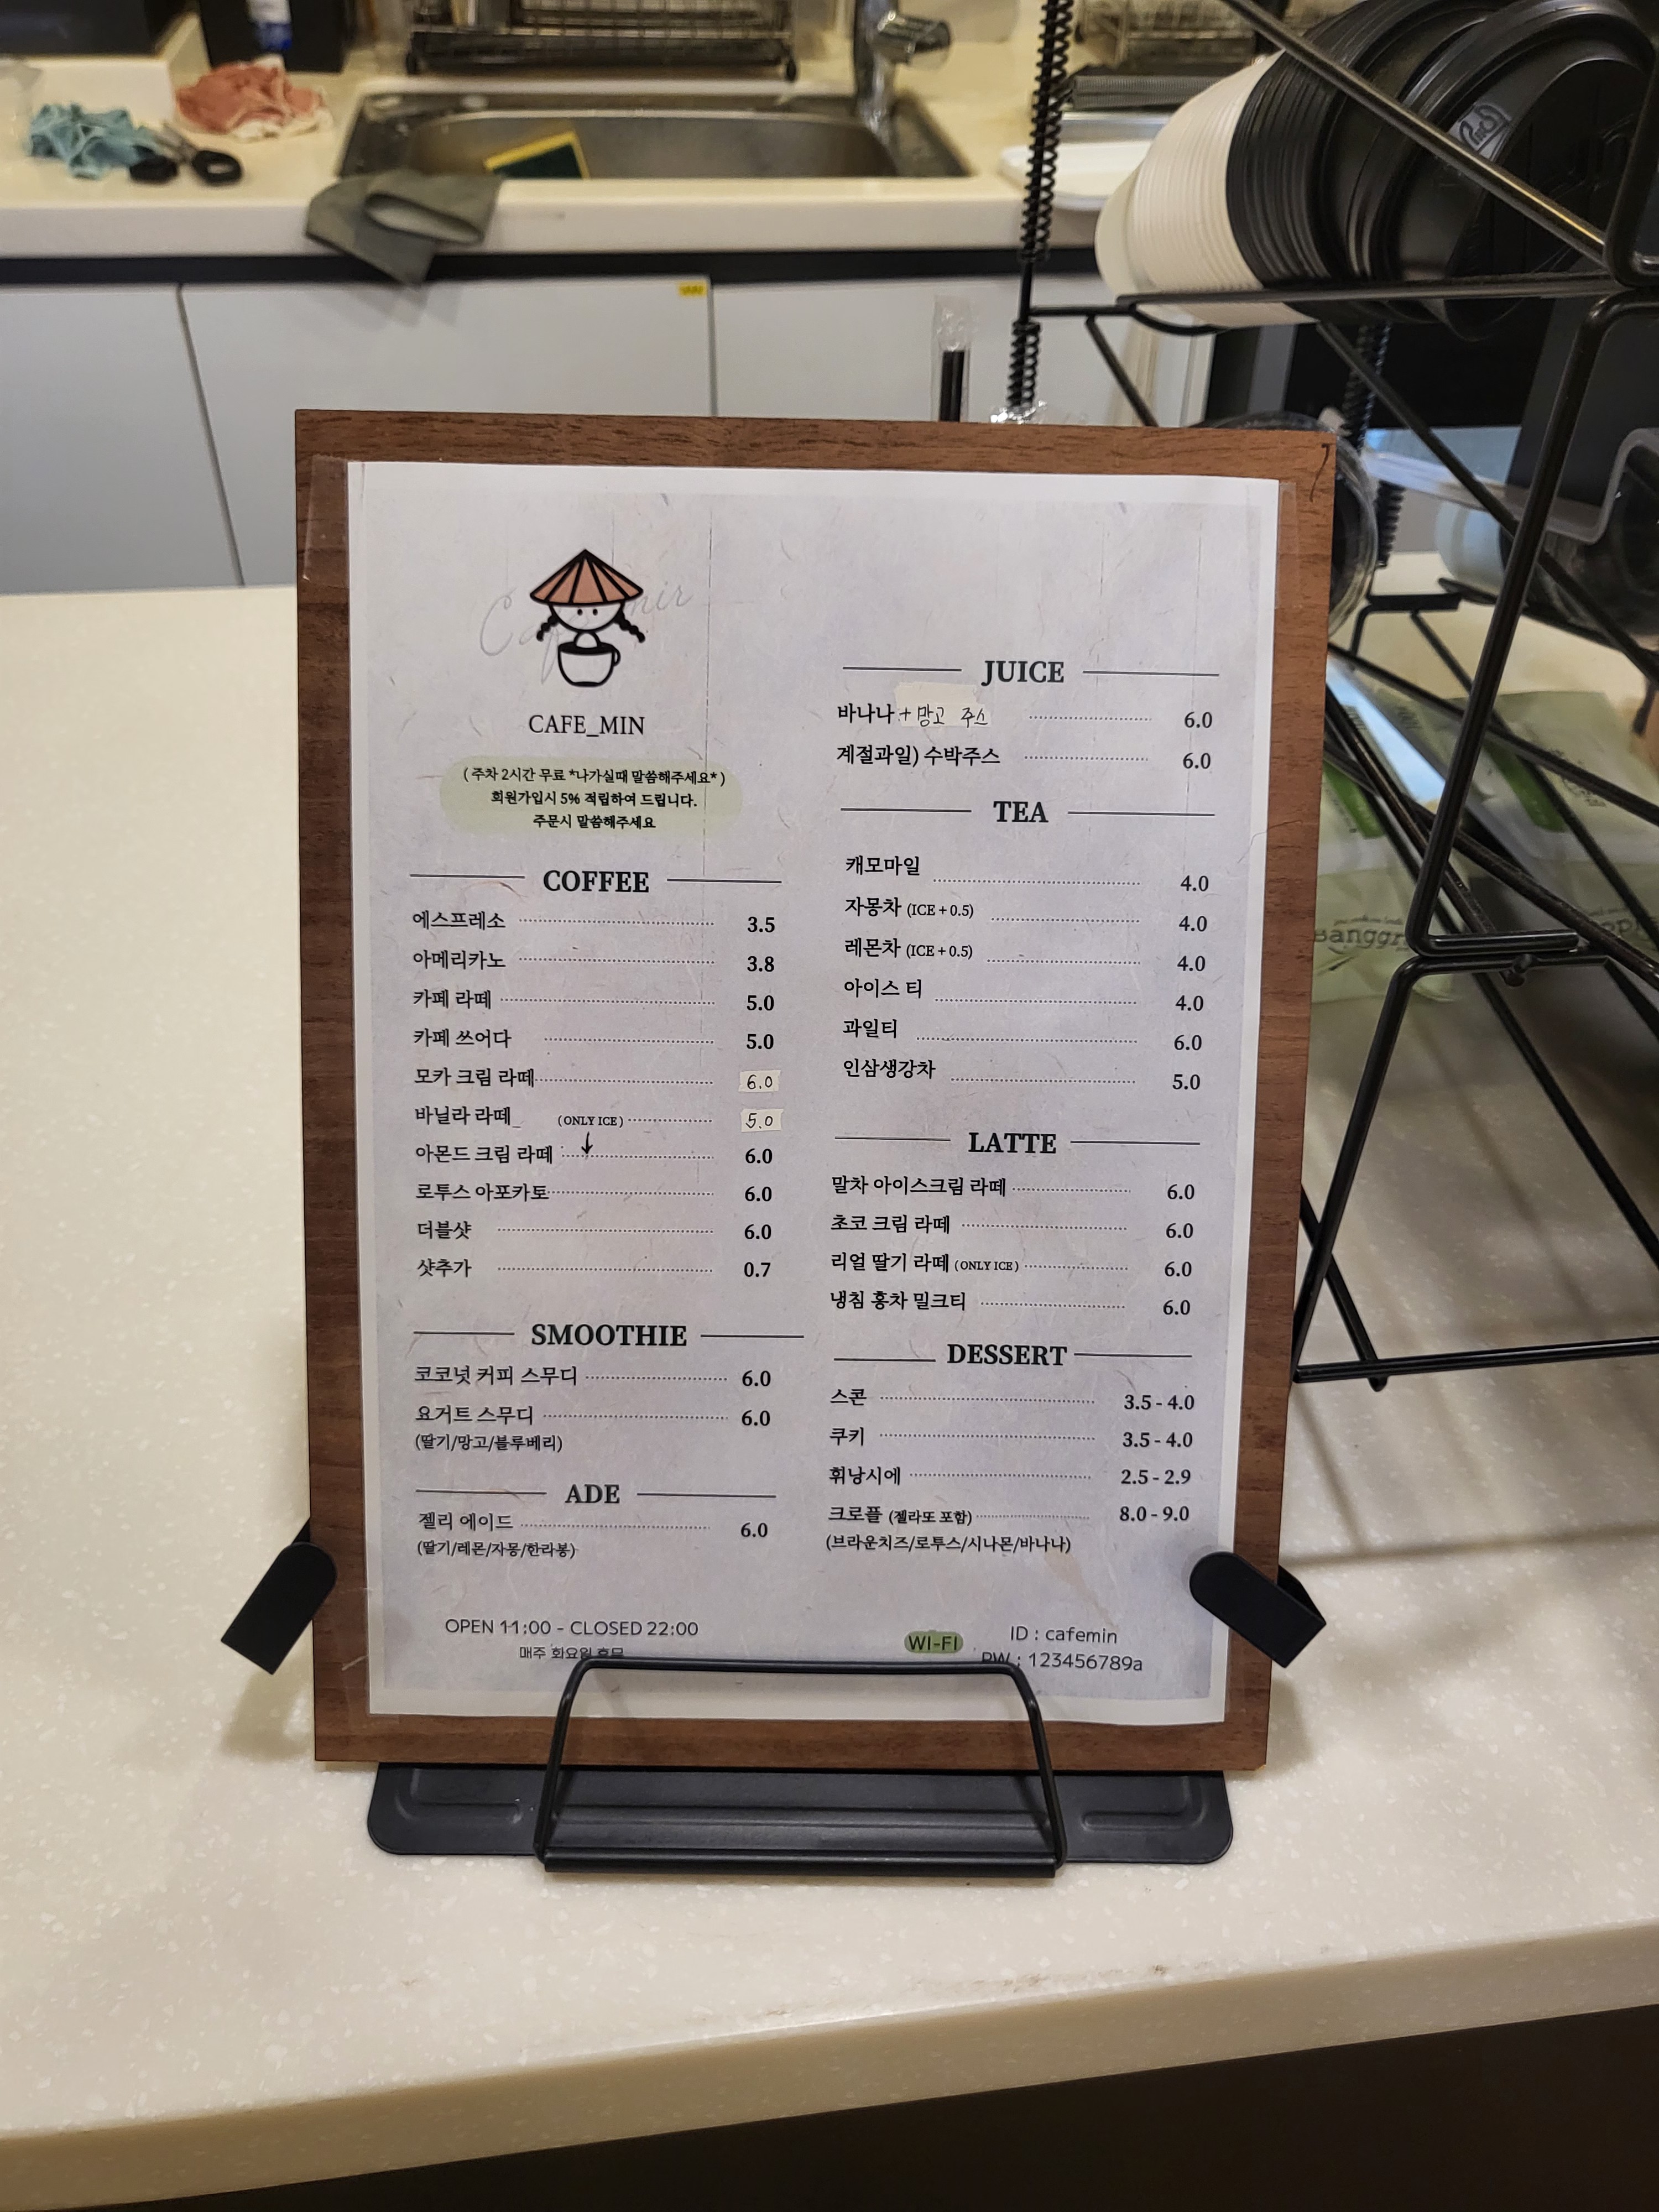 CAFE_MIN
( 주차 2시간 무료 *나가실때 말씀해주세요* )
회원가입시 5% 적립하여 드립니다.
주문시 말씀해주세요
COFFEE
에스프레소 3.5
아메리카노 3.8
카페 라떼 5.0
카페 쓰어다 5.0
모카 크림 라떼 6.0
바닐라 라떼_ (ONLY ICE) 5.0
아몬드 크림 라떼 6.0
로투스 아포카토 6.0
더블샷 6.0
샷추가 0.7
SMOOTHIE
코코넛 커피 스무디 6.0
요거트 스무디 6.0
(딸기/망고/블루베리)
ADE
젤리 에이드 6.0
(딸기/레몬/자몽/한라봉)
OPEN 11:00 - CLOSED 22:00
매주 화요일 휴무
JUICE
바나나 + 망고 주스 6.0
계절과일) 수박주스 6.0
TEA
캐모마일 4.0
자몽차 (ICE + 0.5) 4.0
레몬차 (ICE + 0.5) 4.0
아이스 티 4.0
과일티 6.0
인삼생강차 5.0
LATTE
말차 아이스크림 라떼 6.0
초코 크림 라떼 6.0
리얼 딸기 라떼 (ONLY ICE) 6.0
냉침 홍차 밀크티 6.0
DESSERT
스콘 3.5 - 4.0
쿠키 3.5 - 4.0
휘낭시에 2.5 - 2.9
크로플 (젤라또 포함) 8.0 - 9.0
(브라운치즈/로투스/시나몬/바나나)
WI-FI ID : cafemin
PW : 123456789a